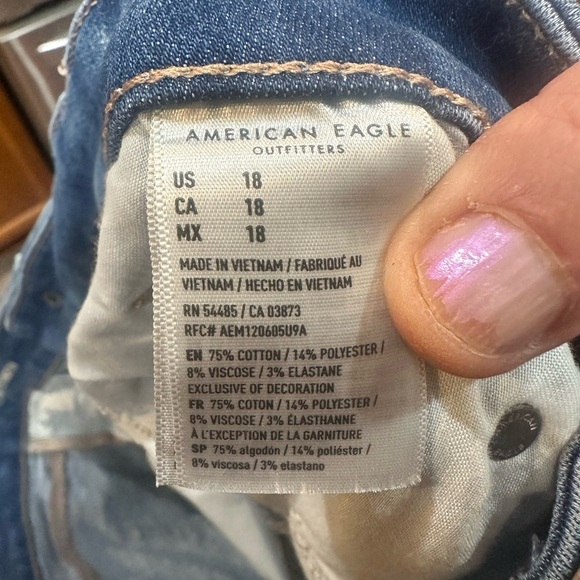 AMERICAN EAGLE
OUTFITTERS
US 18
CA 18
MX 18
MADE IN VIETNAM / FABRIQUÉ AU
VIETNAM / HECHO EN VIETNAM
RN 54485 / CA 03873
RFC# AEM120605U9A
EN 75% COTTON / 14% POLYESTER /
8% VISCOSE / 3% ELASTANE
EXCLUSIVE OF DECORATION
FR 75% COTON / 14% POLYESTER /
8% VISCOSE / 3% ÉLASTHANNE
À L'EXCEPTION DE LA GARNITURE
SP 75% algodón / 14% poliéster /
8% viscosa / 3% elastano